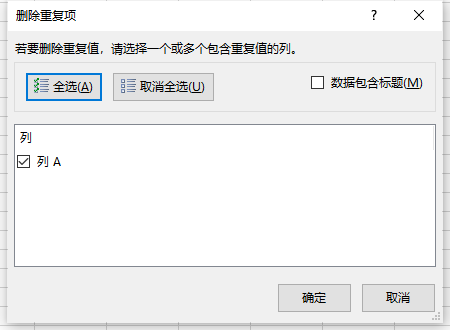 删除重复项
若要删除重复值，请选择一个或多个包含重复值的列。
全选(A) 取消全选(U) 数据包含标题(M)
列
列 A
确定 取消